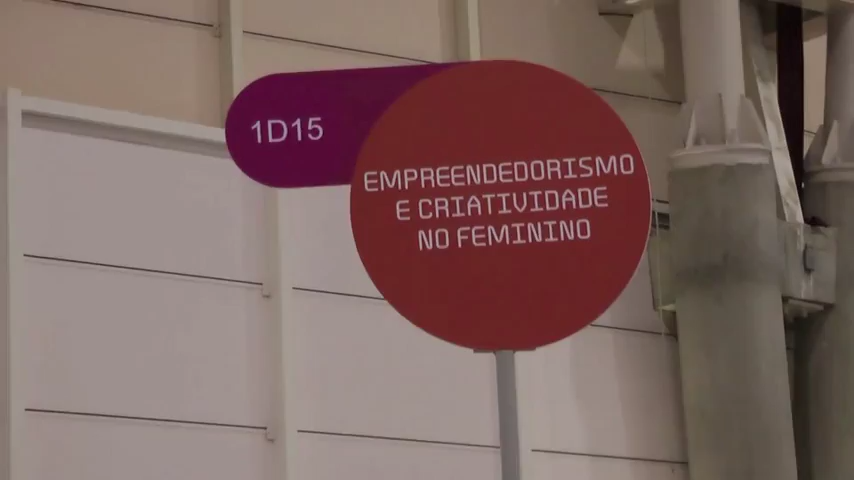 1D15
EMPREENDEDORISMO
E CRIATIVIDADE
NO FEMININO